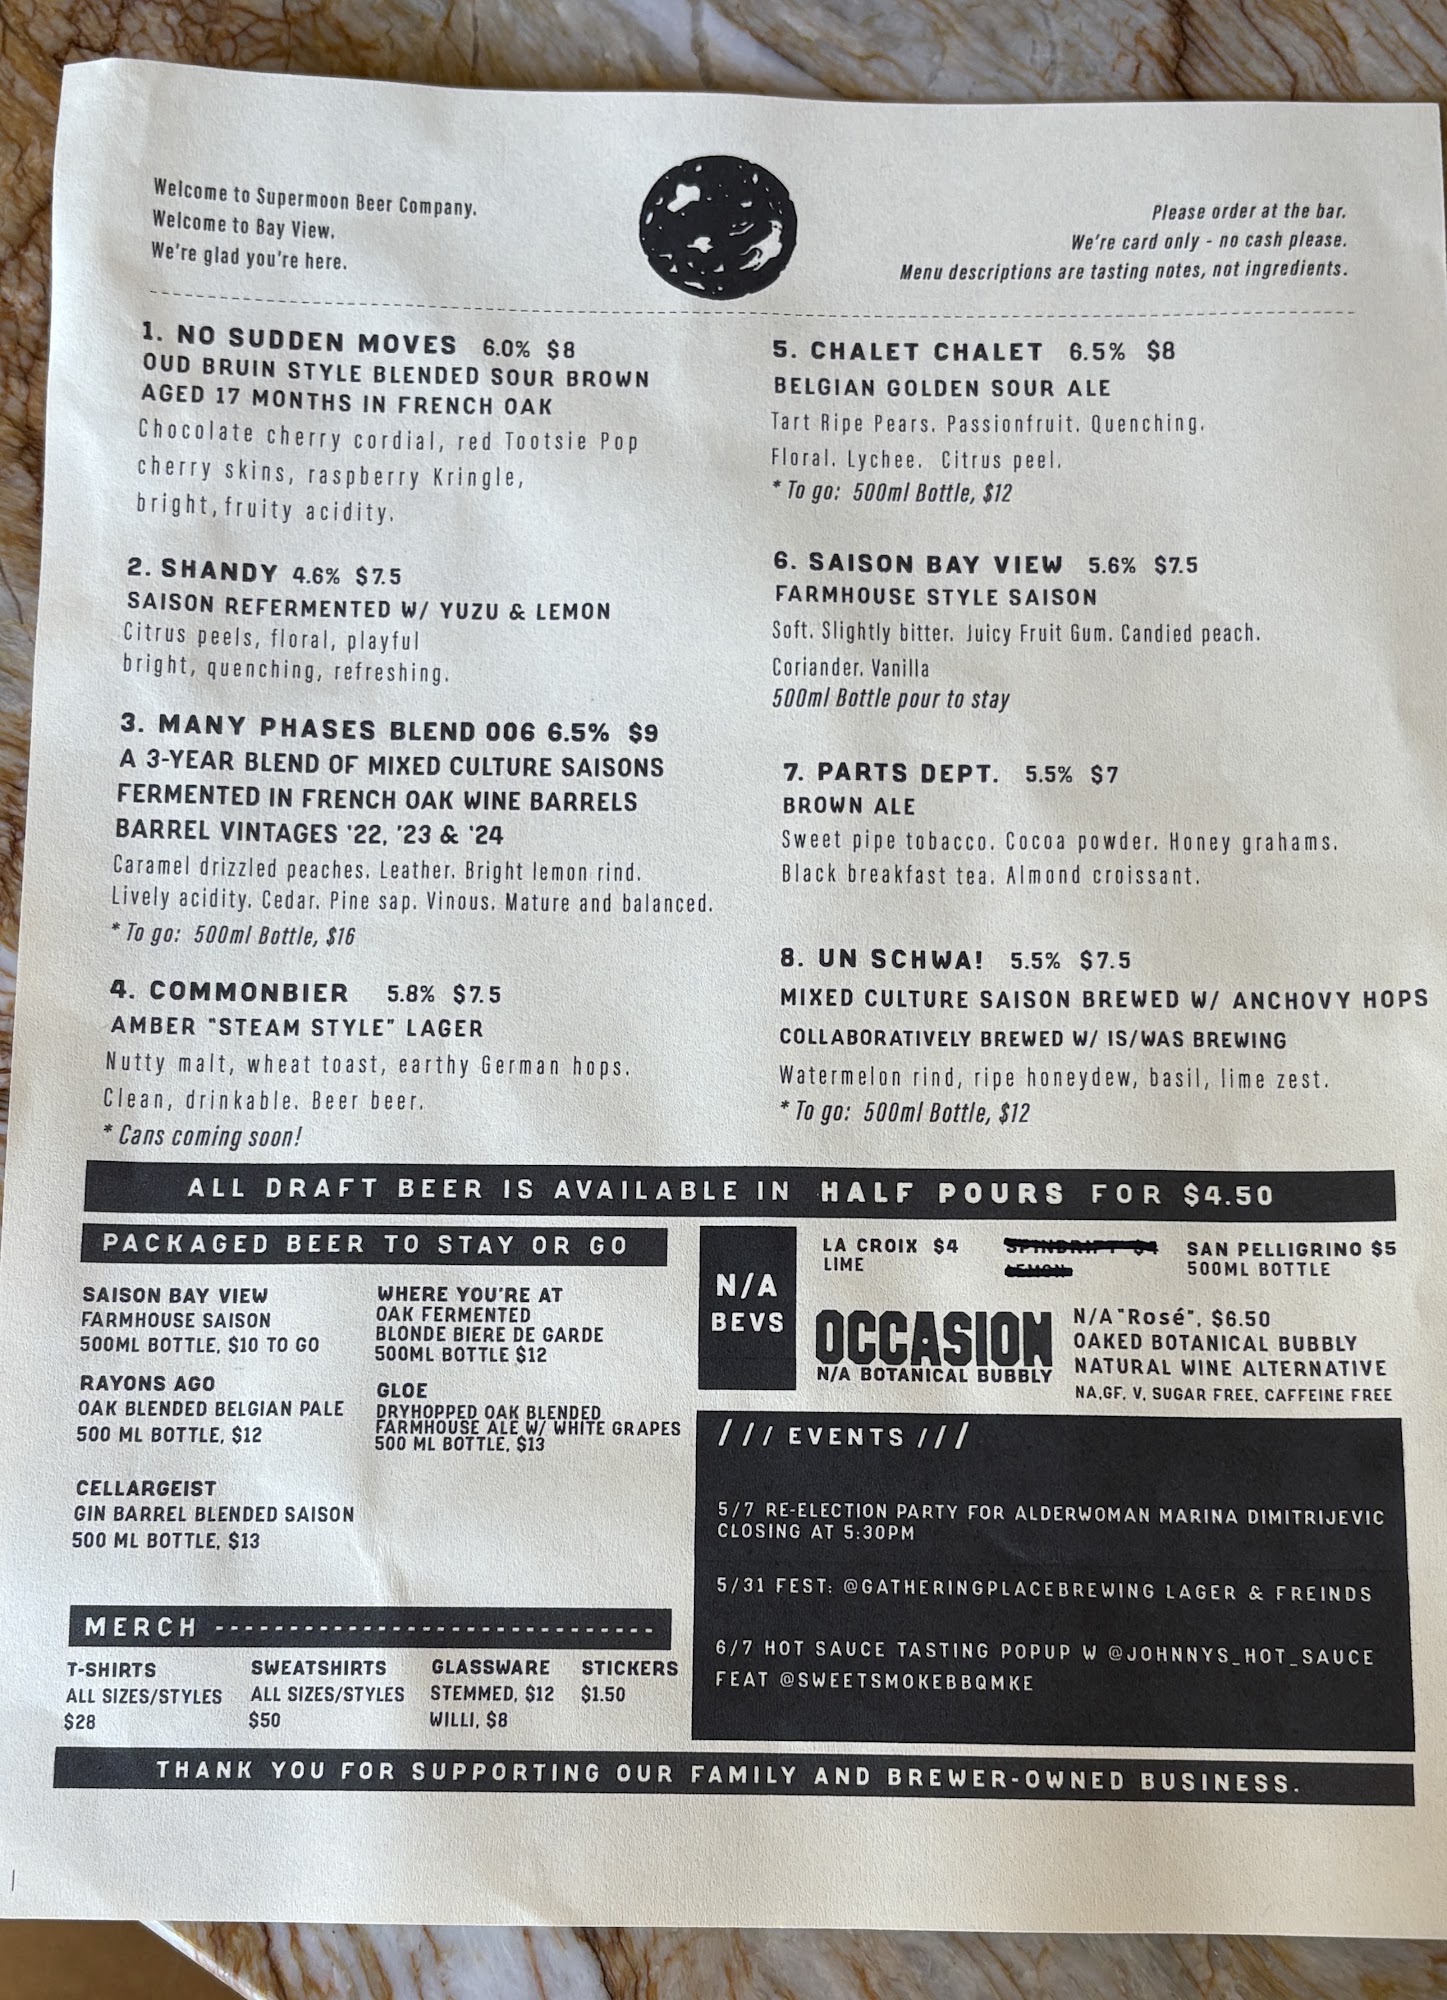 Welcome to Supermoon Beer Company.
Welcome to Bay View.
We're glad you're here.
Please order at the bar.
We're card only - no cash please.
Menu descriptions are tasting notes, not ingredients.
1. NO SUDDEN MOVES 6.0% $8
OUD BRUIN STYLE BLENDED SOUR BROWN
AGED 17 MONTHS IN FRENCH OAK
Chocolate cherry cordial, red Tootsie Pop
cherry skins, raspberry Kringle,
bright, fruity acidity.
2. SHANDY 4.6% $7.5
SAISON REFERMENTED W/ YUZU & LEMON
Citrus peels, floral, playful
bright, quenching, refreshing.
3. MANY PHASES BLEND 006 6.5% $9
A 3-YEAR BLEND OF MIXED CULTURE SAISONS
FERMENTED IN FRENCH OAK WINE BARRELS
BARREL VINTAGES '22, '23 & '24
Caramel drizzled peaches. Leather. Bright lemon rind.
Lively acidity. Cedar. Pine sap. Vinous. Mature and balanced.
* To go: 500ml Bottle, $16
4. COMMONBIER 5.8% $7.5
AMBER "STEAM STYLE" LAGER
Nutty malt, wheat toast, earthy German hops.
Clean, drinkable. Beer beer.
* Cans coming soon!
5. CHALET CHALET 6.5% $8
BELGIAN GOLDEN SOUR ALE
Tart Ripe Pears. Passionfruit. Quenching.
Floral. Lychee. Citrus peel.
* To go: 500ml Bottle, $12
6. SAISON BAY VIEW 5.6% $7.5
FARMHOUSE STYLE SAISON
Soft. Slightly bitter. Juicy Fruit Gum. Candied peach.
Coriander. Vanilla
500ml Bottle pour to stay
7. PARTS DEPT. 5.5% $7
BROWN ALE
Sweet pipe tobacco. Cocoa powder. Honey grahams.
Black breakfast tea. Almond croissant.
8. UN SCHWA! 5.5% $7.5
MIXED CULTURE SAISON BREWED W/ ANCHOVY HOPS
COLLABORATIVELY BREWED W/ IS/WAS BREWING
Watermelon rind, ripe honeydew, basil, lime zest.
* To go: 500ml Bottle, $12
ALL DRAFT BEER IS AVAILABLE IN HALF POURS FOR $4.50
PACKAGED BEER TO STAY OR GO
SAISON BAY VIEW
FARMHOUSE SAISON
500ML BOTTLE, $10 TO GO
RAYONS AGO
OAK BLENDED BELGIAN PALE
500 ML BOTTLE, $12
CELLARGEIST
GIN BARREL BLENDED SAISON
500 ML BOTTLE, $13
WHERE YOU'RE AT
OAK FERMENTED
BLONDE BIERE DE GARDE
500ML BOTTLE $12
GLOE
DRYHOPPED OAK BLENDED
FARMHOUSE ALE W/ WHITE GRAPES
500 ML BOTTLE, $13
N/A
BEVS
LA CROIX $4
LIME
SPINDRIFT $4
LEMON
SAN PELLIGRINO $5
500ML BOTTLE
OCCASION
N/A BOTANICAL BUBBLY
N/A "Rosé", $6.50
OAKED BOTANICAL BUBBLY
NATURAL WINE ALTERNATIVE
NA,GF, V, SUGAR FREE, CAFFEINE FREE
/// EVENTS ///
5/7 RE-ELECTION PARTY FOR ALDERWOMAN MARINA DIMITRIJEVIC
CLOSING AT 5:30PM
5/31 FEST: @GATHERINGPLACEBREWING LAGER & FREINDS
6/7 HOT SAUCE TASTING POPUP W @JOHNNYS_HOT_SAUCE
FEAT @SWEETSMOKEBBQMKE
MERCH
T-SHIRTS
ALL SIZES/STYLES
$28
SWEATSHIRTS
ALL SIZES/STYLES
$50
GLASSWARE
STEMMED, $12
WILLI, $8
STICKERS
$1.50
THANK YOU FOR SUPPORTING OUR FAMILY AND BREWER-OWNED BUSINESS.